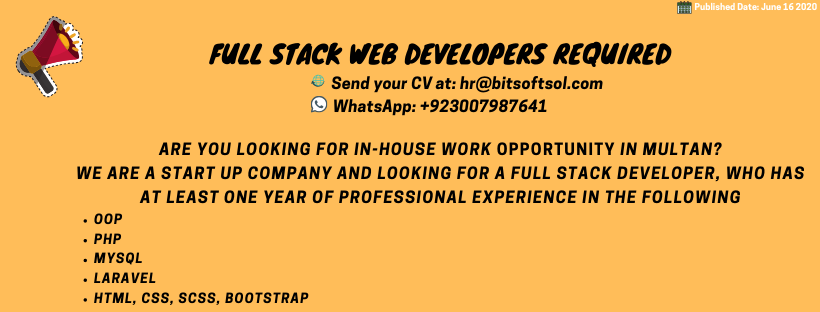 Published Date: June 16 2020
FULL STACK WEB DEVELOPERS REQUIRED
Send your CV at: hr@bitsoftsol.com
WhatsApp: +923007987641
ARE YOU LOOKING FOR IN-HOUSE WORK OPPORTUNITY IN MULTAN?
WE ARE A START UP COMPANY AND LOOKING FOR A FULL STACK DEVELOPER, WHO HAS
AT LEAST ONE YEAR OF PROFESSIONAL EXPERIENCE IN THE FOLLOWING
• OOP
• PHP
• MYSQL
• LARAVEL
• HTML, CSS, SCSS, BOOTSTRAP